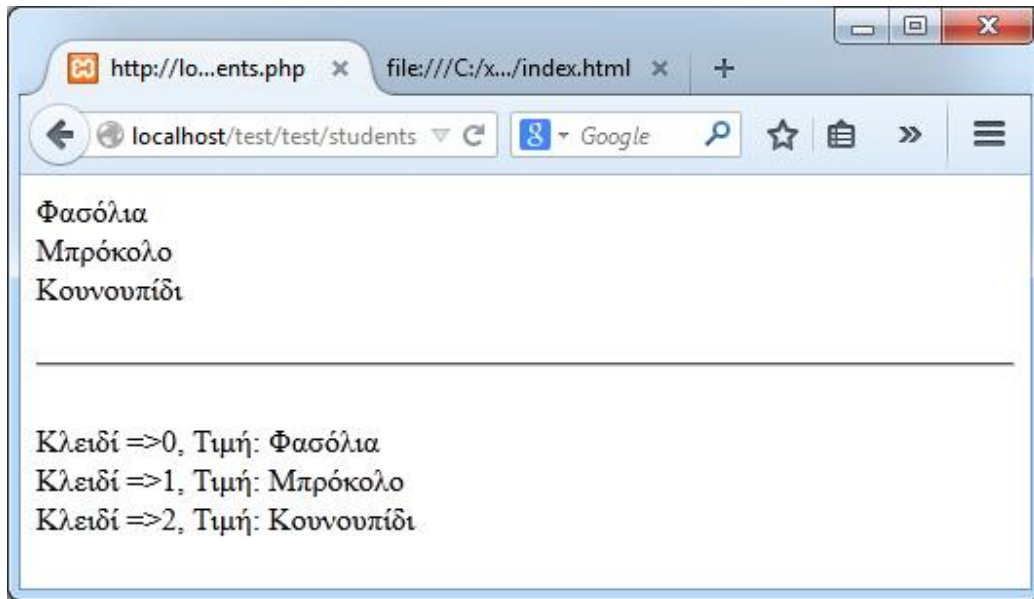 http://lo...ents.php
file:///C:/x.../index.html
localhost/test/test/students
8 Google
Φασόλια
Μπρόκολο
Κουνουπίδι
Κλειδί =>0, Τιμή: Φασόλια
Κλειδί =>1, Τιμή: Μπρόκολο
Κλειδί =>2, Τιμή: Κουνουπίδι